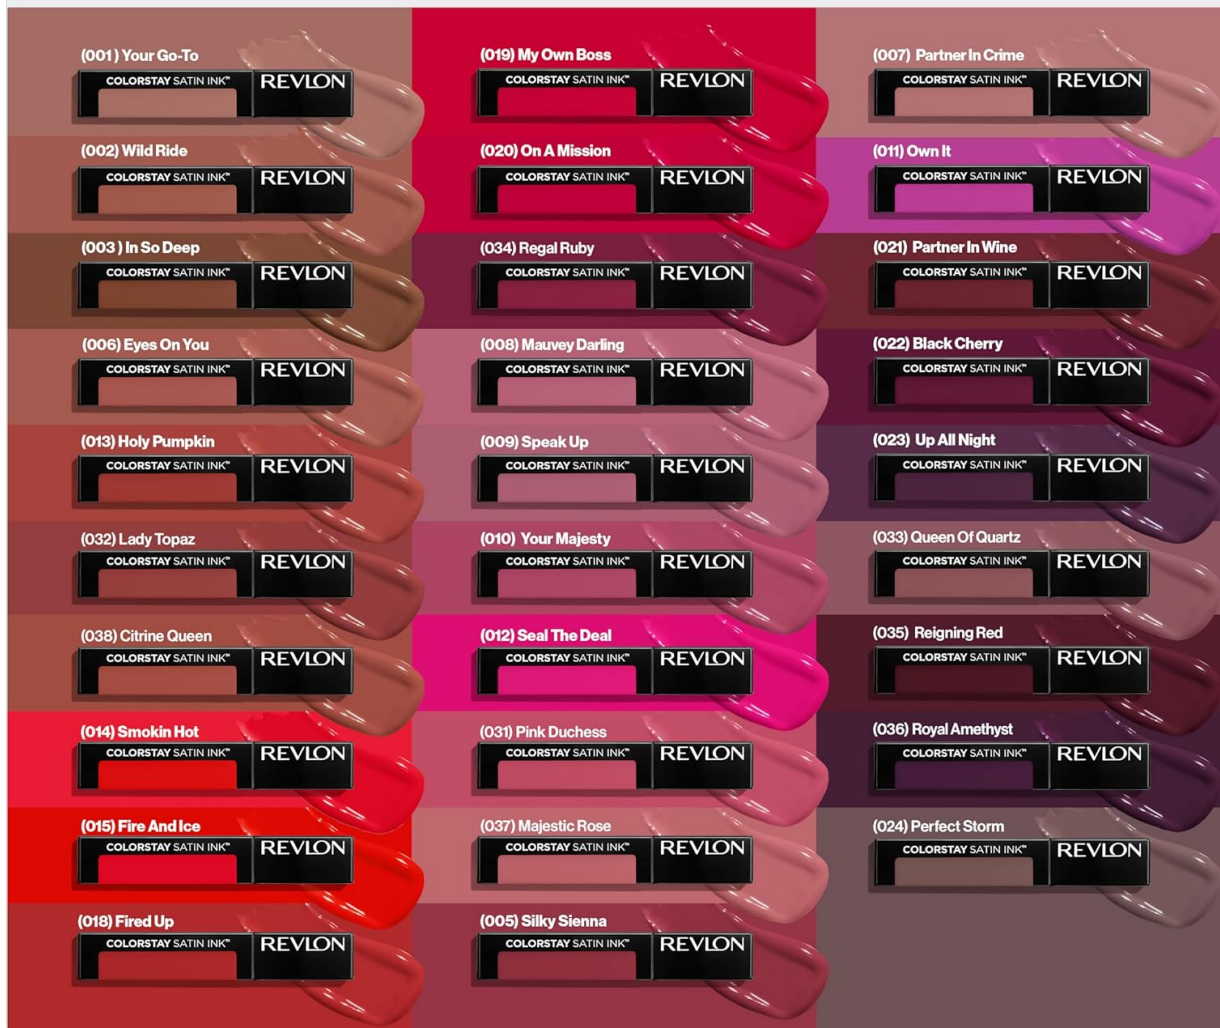 (001 ) Your Go-To
COLORSTAY SATIN INK™ REVLON
(002) Wild Ride
COLORSTAY SATIN INK™ REVLON
(003 ) In So Deep
COLORSTAY SATIN INK™ REVLON
(006) Eyes On You
COLORSTAY SATIN INK™ REVLON
(013) Holy Pumpkin
COLORSTAY SATIN INK™ REVLON
(032) Lady Topaz
COLORSTAY SATIN INK™ REVLON
(038) Citrine Queen
COLORSTAY SATIN INK™ REVLON
(014) Smokin Hot
COLORSTAY SATIN INK™ REVLON
(015) Fire And Ice
COLORSTAY SATIN INK™ REVLON
(018) Fired Up
COLORSTAY SATIN INK™ REVLON
(019) My Own Boss
COLORSTAY SATIN INK™ REVLON
(020) On A Mission
COLORSTAY SATIN INK™ REVLON
(034) Regal Ruby
COLORSTAY SATIN INK™ REVLON
(008) Mauvey Darling
COLORSTAY SATIN INK™ REVLON
(009) Speak Up
COLORSTAY SATIN INK™ REVLON
(010) Your Majesty
COLORSTAY SATIN INK™ REVLON
(012) Seal The Deal
COLORSTAY SATIN INK™ REVLON
(031) Pink Duchess
COLORSTAY SATIN INK™ REVLON
(037) Majestic Rose
COLORSTAY SATIN INK™ REVLON
(005) Silky Sienna
COLORSTAY SATIN INK™ REVLON
(007) Partner In Crime
COLORSTAY SATIN INK™ REVLON
(011) Own It
COLORSTAY SATIN INK™ REVLON
(021) Partner In Wine
COLORSTAY SATIN INK™ REVLON
(022) Black Cherry
COLORSTAY SATIN INK™ REVLON
(023) Up All Night
COLORSTAY SATIN INK™ REVLON
(033) Queen Of Quartz
COLORSTAY SATIN INK™ REVLON
(035) Reigning Red
COLORSTAY SATIN INK™ REVLON
(036) Royal Amethyst
COLORSTAY SATIN INK™ REVLON
(024) Perfect Storm
COLORSTAY SATIN INK™ REVLON